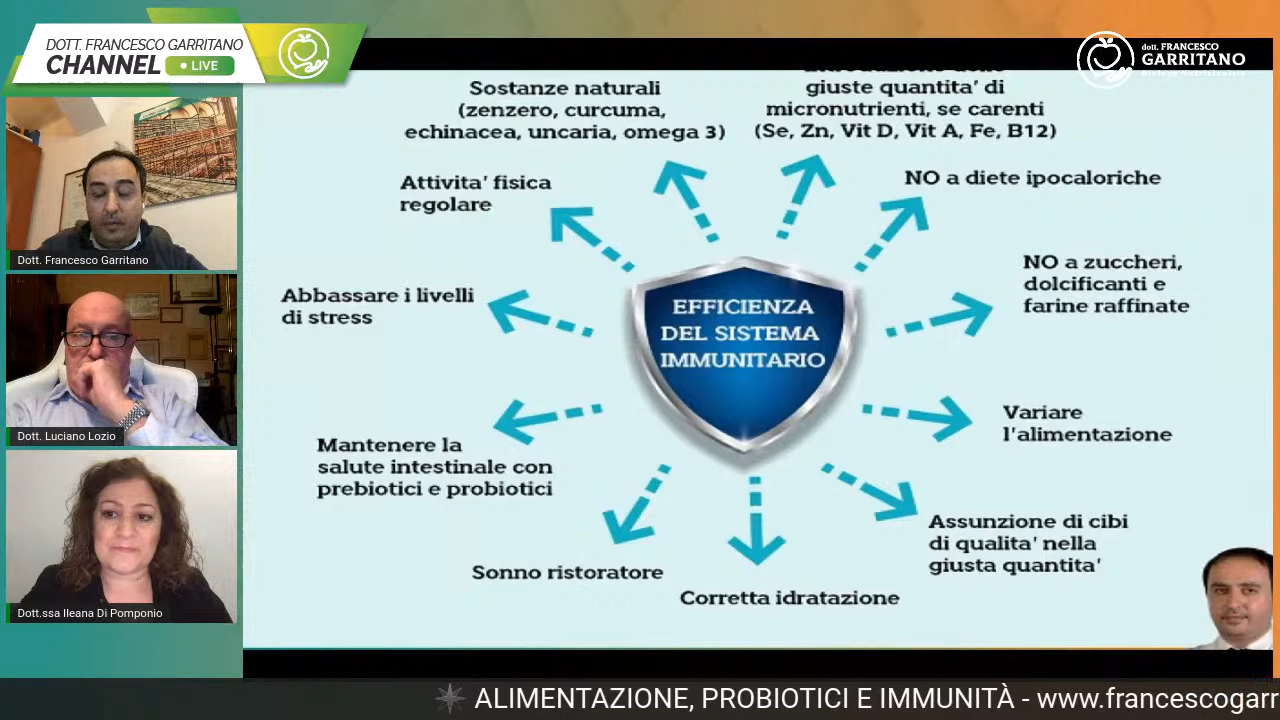 DOTT. FRANCESCO GARRITANO
CHANNEL
• LIVE
dott. FRANCESCO
GARRITANO
Dott. Francesco Garritano
Dott. Luciano Lozio
Dott.ssa Ileana Di Pomponio
Sostanze naturali
(zenzero, curcuma,
echinacea, uncaria, omega 3)
giuste quantita' di
micronutrienti, se carenti
(Se, Zn, Vit D, Vit A, Fe, B12)
Attivita' fisica
regolare
NO a diete ipocaloriche
Abbassare i livelli
di stress
NO a zuccheri,
dolcificanti e
farine raffinate
EFFICIENZA
DEL SISTEMA
IMMUNITARIO
Mantenere la
salute intestinale con
prebiotici e probiotici
Variare
l'alimentazione
Sonno ristoratore
Corretta idratazione
Assunzione di cibi
di qualita' nella
giusta quantita'
ALIMENTAZIONE, PROBIOTICI E IMMUNITÀ - www.francescogarr